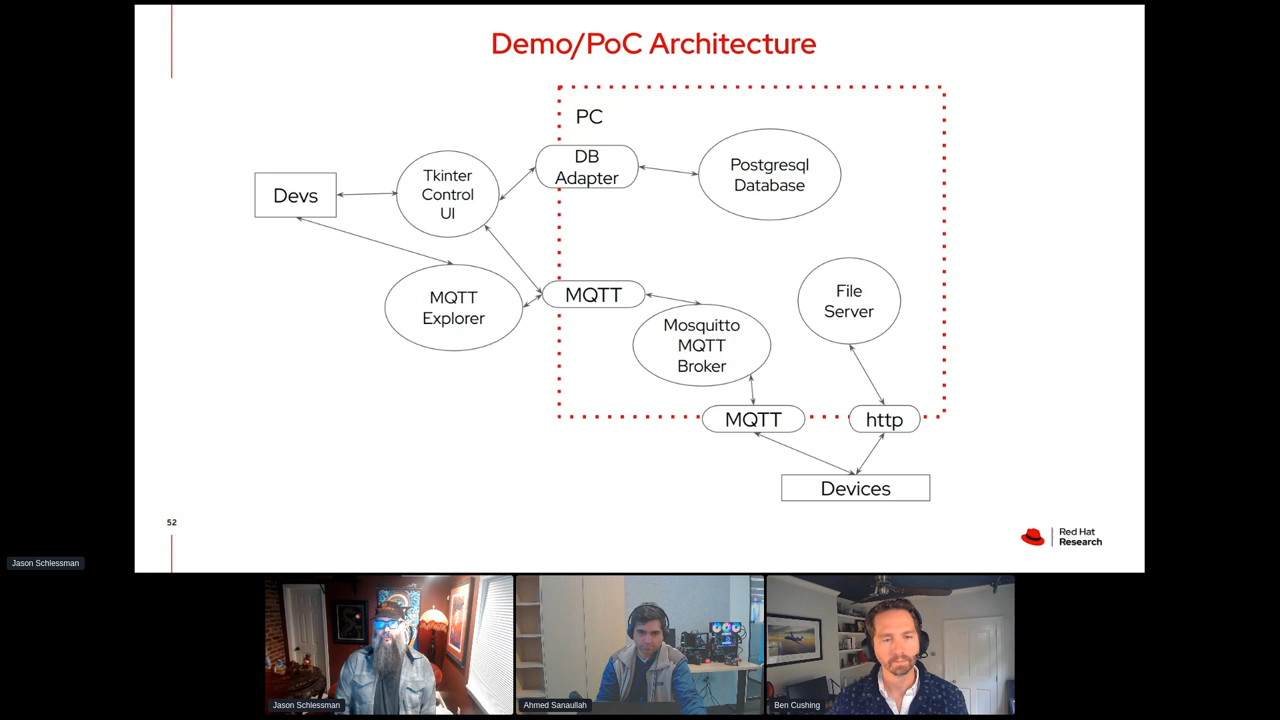 Demo/PoC Architecture
PC
DB
Adapter
Postgresql
Database
Tkinter
Control
UI
Devs
MQTT
Explorer
MQTT
File
Server
Mosquitto
MQTT
Broker
MQTT
http
Devices
52
Red Hat
Research
Jason Schlessman
Jason Schlessman
Ahmed Sanaullah
Ben Cushing